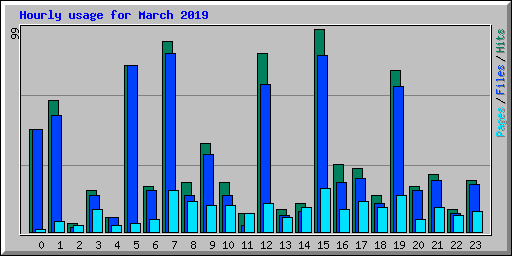 Hourly usage for March 2019
99
Pages / Files / Hits
0 1 2 3 4 5 6 7 8 9 10 11 12 13 14 15 16 17 18 19 20 21 22 23